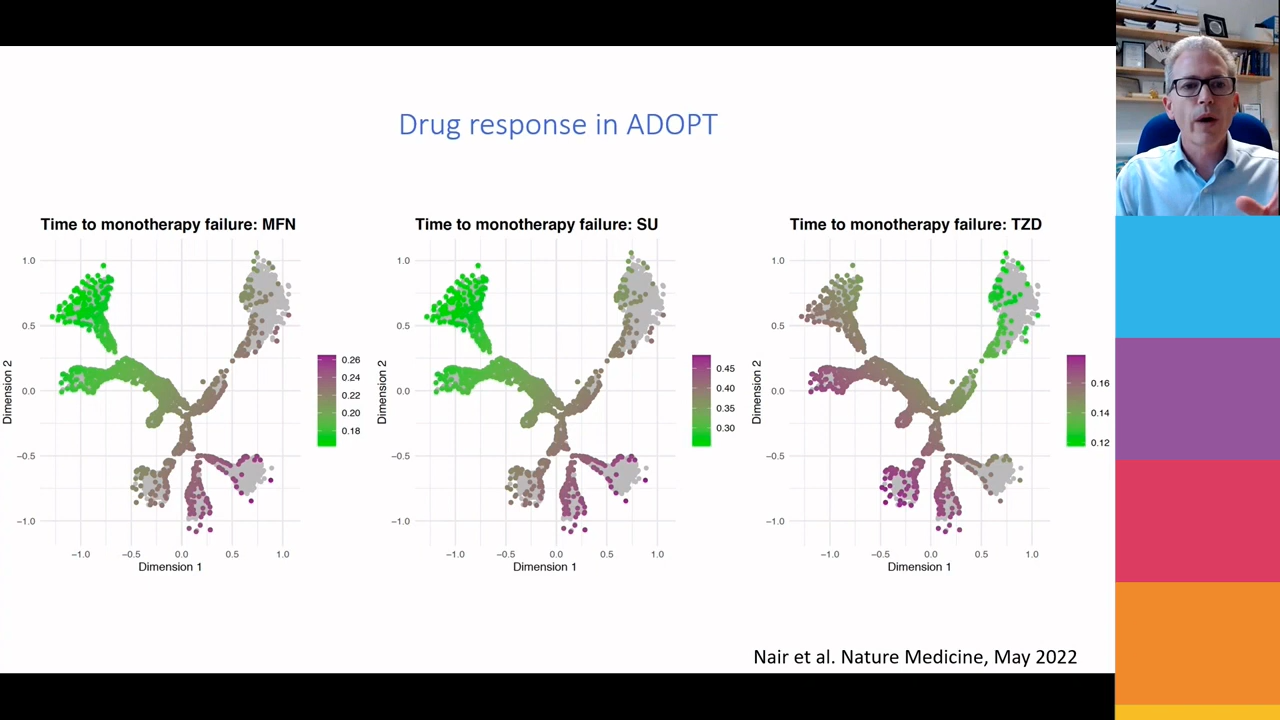 Drug response in ADOPT
Time to monotherapy failure: MFN
1.0
0.5
0.0
−0.5
−1.0
−1.0 −0.5 0.0 0.5 1.0
Dimension 1
Dimension 2
0.26
0.24
0.22
0.20
0.18
Time to monotherapy failure: SU
1.0
0.5
0.0
−0.5
−1.0
−1.0 −0.5 0.0 0.5 1.0
Dimension 1
Dimension 2
0.45
0.40
0.35
0.30
Time to monotherapy failure: TZD
1.0
0.5
0.0
−0.5
−1.0
−1.0 −0.5 0.0 0.5 1.0
Dimension 1
Dimension 2
0.16
0.14
0.12
Nair et al. Nature Medicine, May 2022